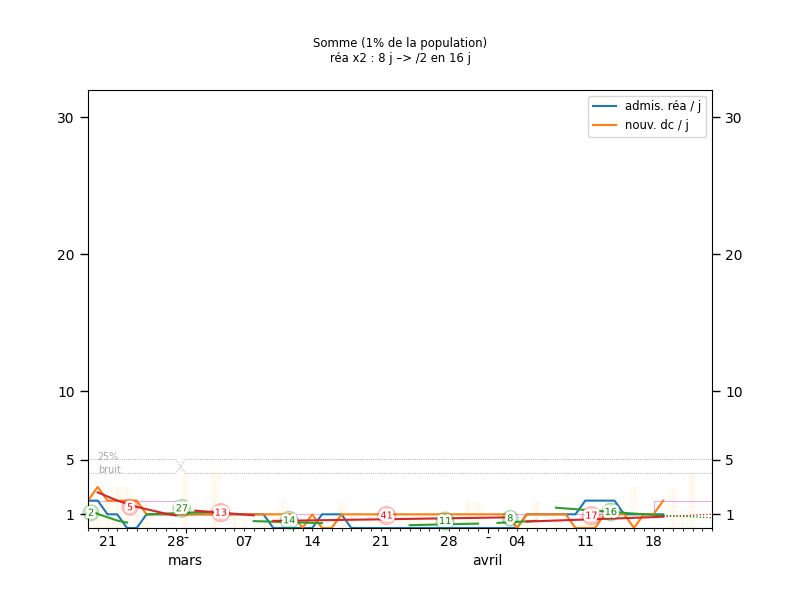 Somme (1% de la population)
réa x2 : 8 j –> /2 en 16 j
admis. réa / j
nouv. dc / j
30 30
20 20
10 10
5 5
1 1
25%
bruit
2 5 27 13 14 41 11 8 17 16
21 28 07 14 21 28 04 11 18
mars avril